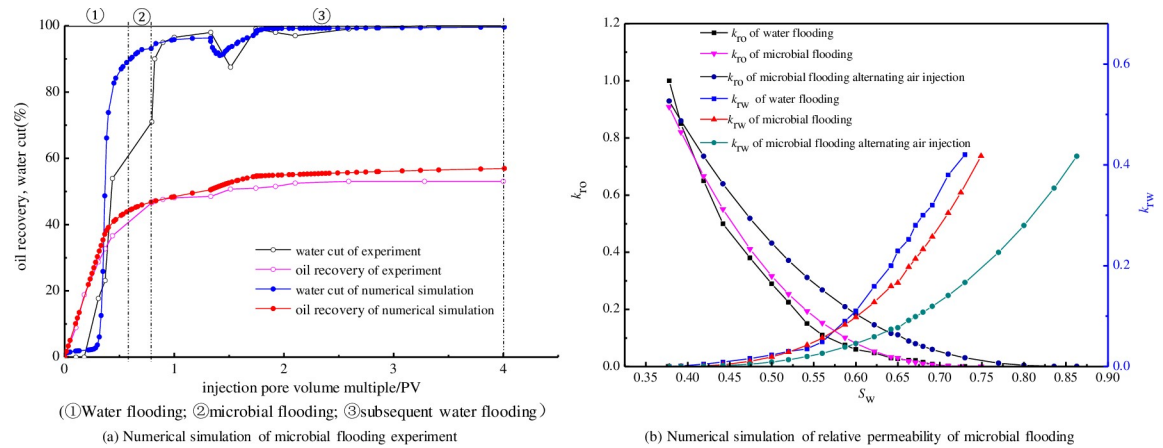 ① ② ③
100
80
60
40
20
0
oil recovery, water cut(%)
water cut of experiment
oil recovery of experiment
water cut of numerical simulation
oil recovery of numerical simulation
0 1 2 3 4
injection pore volume multiple/PV
(①Water flooding; ②microbial flooding; ③subsequent water flooding)
(a) Numerical simulation of microbial flooding experiment
1.2
1.0
0.8
0.6
0.4
0.2
0.0
kro
kro of water flooding
kro of microbial flooding
kro of microbial flooding alternating air injection
krw of water flooding
krw of microbial flooding
krw of microbial flooding alternating air injection
0.6
0.4
0.2
0.0
krw
0.35 0.40 0.45 0.50 0.55 0.60 0.65 0.70 0.75 0.80 0.85 0.90
Sw
(b) Numerical simulation of relative permeability of microbial flooding